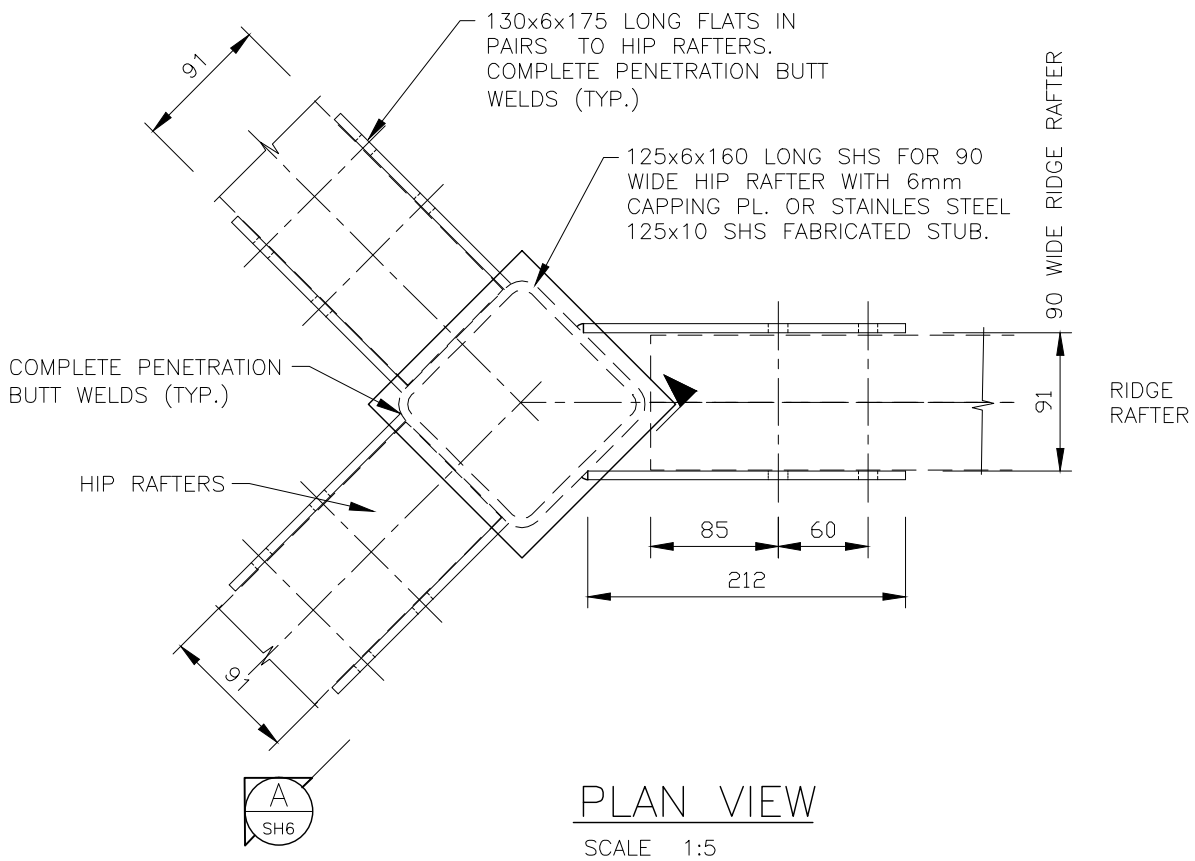 130x6x175 LONG FLATS IN
PAIRS TO HIP RAFTERS.
COMPLETE PENETRATION BUTT
WELDS (TYP.)
91
125x6x160 LONG SHS FOR 90
WIDE HIP RAFTER WITH 6mm
CAPPING PL. OR STAINLES STEEL
125x10 SHS FABRICATED STUB.
90 WIDE RIDGE RAFTER
COMPLETE PENETRATION
BUTT WELDS (TYP.)
91
RIDGE
RAFTER
HIP RAFTERS
85
60
212
91
A
SH6
PLAN VIEW
SCALE 1:5